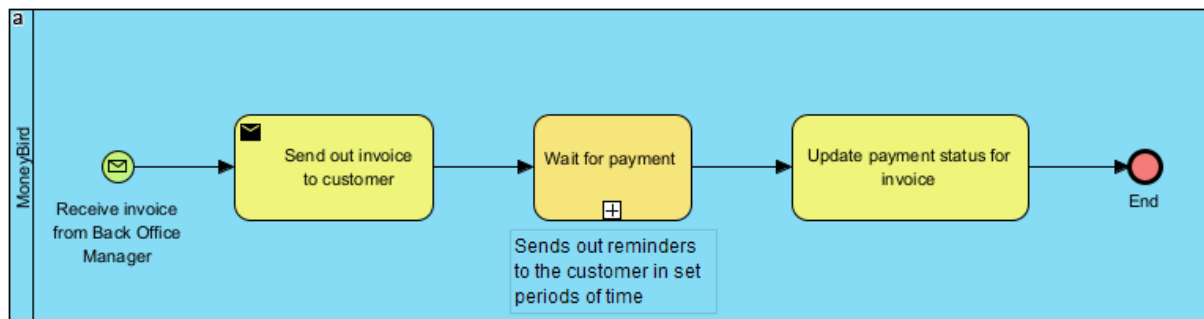 a
MoneyBird
Receive invoice
from Back Office
Manager
Send out invoice
to customer
Wait for payment
Sends out reminders
to the customer in set
periods of time
Update payment status for
invoice
End